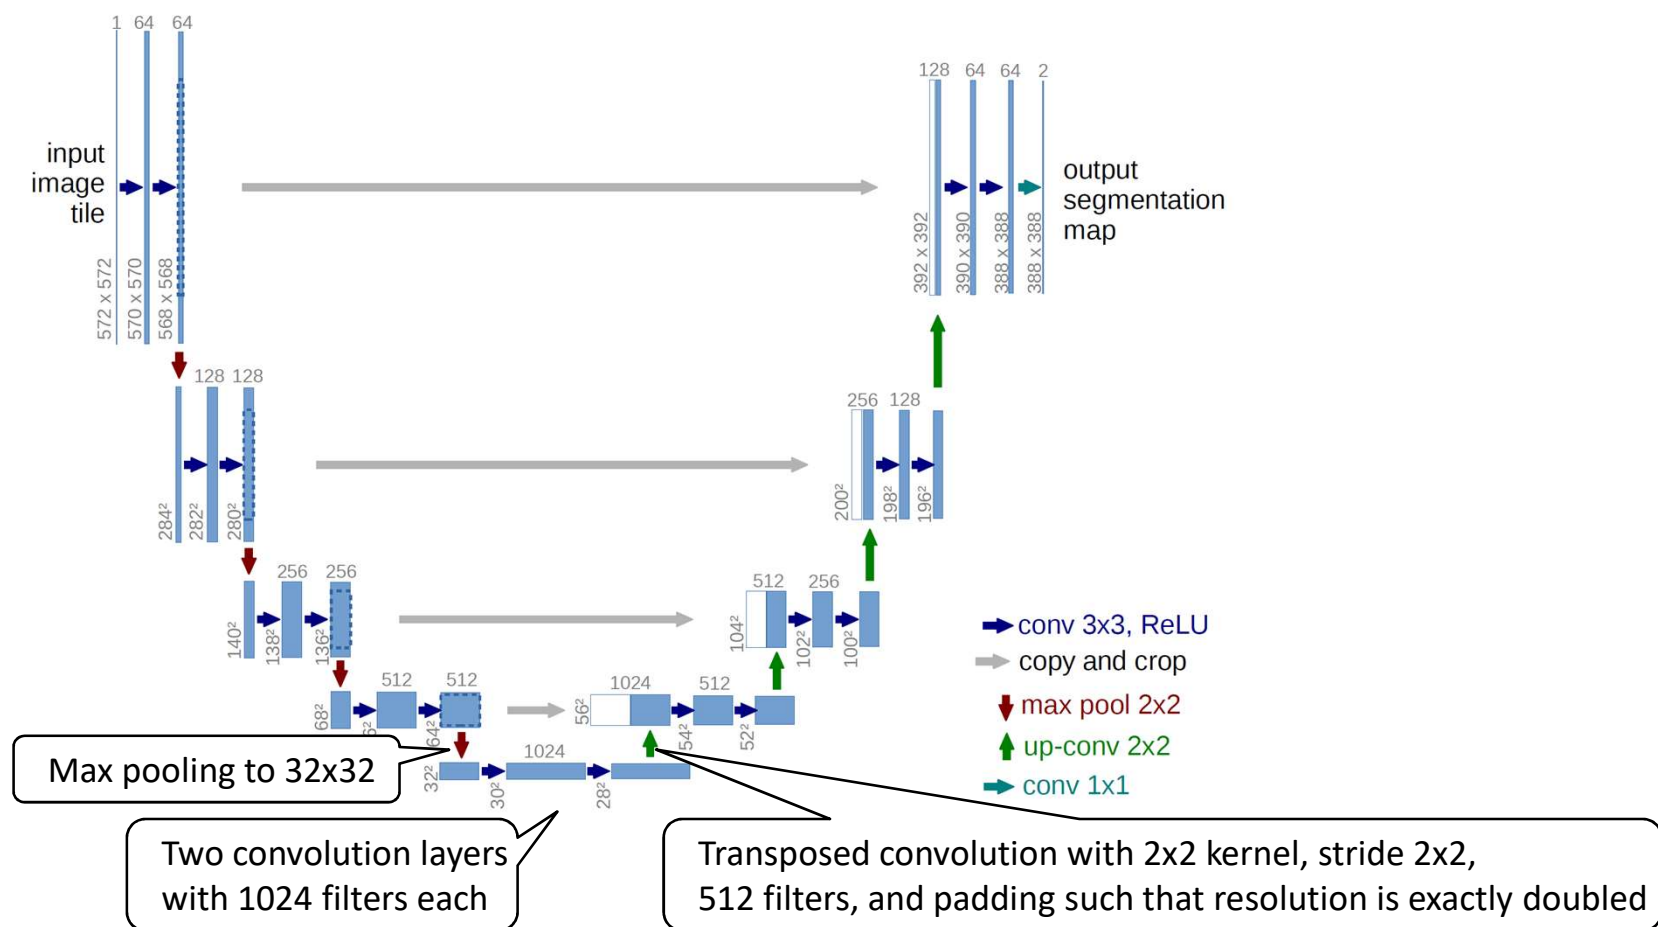 1 64 64
input
image
tile
572 x 572
570 x 570
568 x 568
128 64 64 2
392 x 392
390 x 390
388 x 388
388 x 388
output
segmentation
map
128 128
284²
282²
280²
256 128
200²
198²
196²
256 256
140²
138²
136²
512 256
104²
102²
100²
512 512
68²
64²
1024 512
56²
54²
52²
1024
32²
30²
28²
conv 3x3, ReLU
copy and crop
max pool 2x2
up-conv 2x2
conv 1x1
Max pooling to 32x32
Two convolution layers
with 1024 filters each
Transposed convolution with 2x2 kernel, stride 2x2,
512 filters, and padding such that resolution is exactly doubled